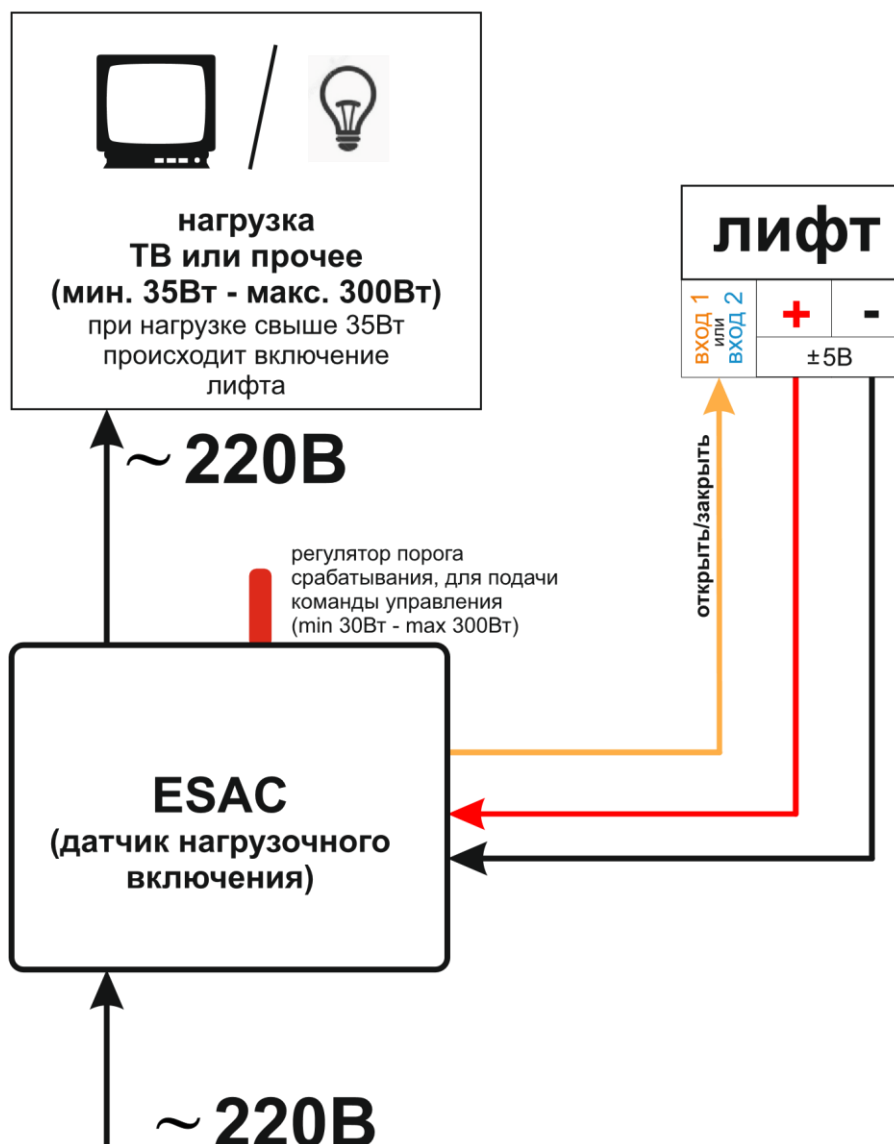 нагрузка
ТВ или прочее
(мин. 35Вт - макс. 300Вт)
при нагрузке свыше 35Вт
происходит включение
лифта
лифт
вход 1
или
вход 2
+
-
±5В
~220В
открыть/закрыть
регулятор порога
срабатывания, для подачи
команды управления
(min 30Вт - max 300Вт)
ESAC
(датчик нагрузочного
включения)
~220В